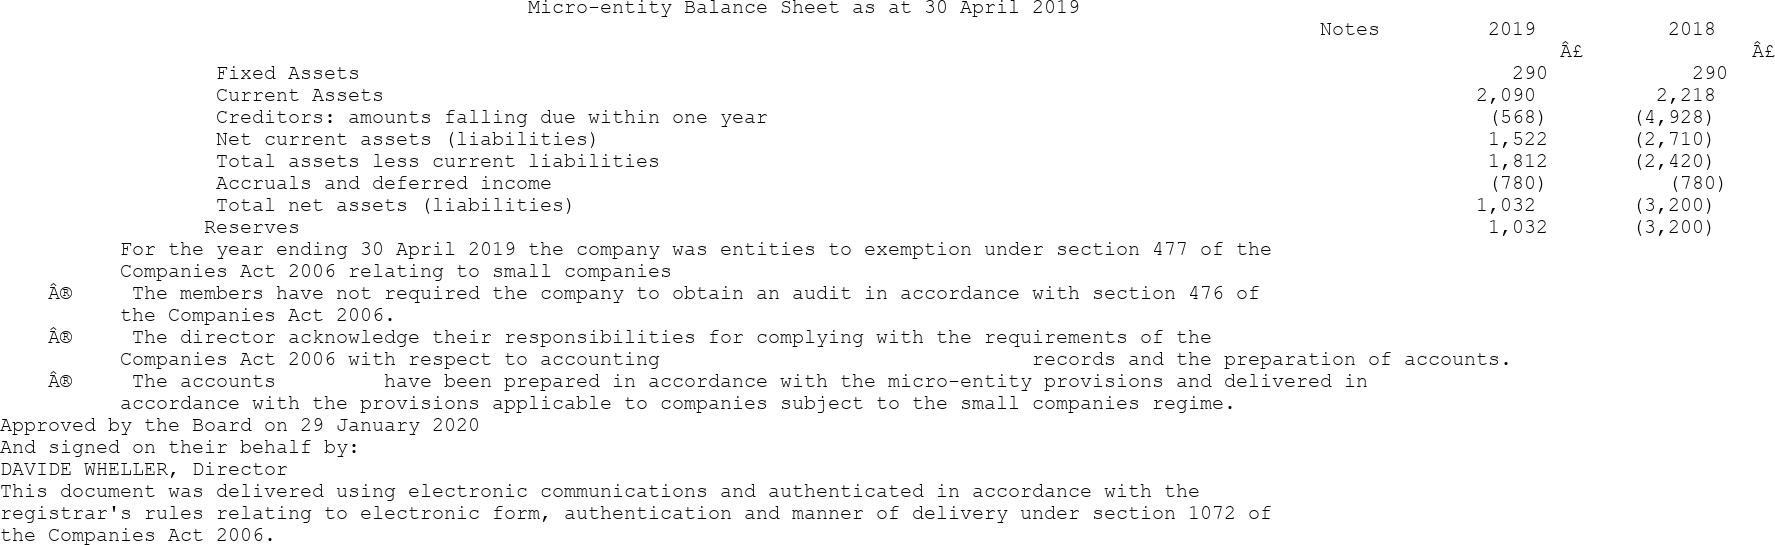 Micro-entity Balance Sheet as at 30 April 2019
Notes 2019 2018
Â£ Â£
Fixed Assets 290 290
Current Assets 2,090 2,218
Creditors: amounts falling due within one year (568) (4,928)
Net current assets (liabilities) 1,522 (2,710)
Total assets less current liabilities 1,812 (2,420)
Accruals and deferred income (780) (780)
Total net assets (liabilities) 1,032 (3,200)
Reserves 1,032 (3,200)
For the year ending 30 April 2019 the company was entities to exemption under section 477 of the
Companies Act 2006 relating to small companies
Â® The members have not required the company to obtain an audit in accordance with section 476 of
the Companies Act 2006.
Â® The director acknowledge their responsibilities for complying with the requirements of the
Companies Act 2006 with respect to accounting records and the preparation of accounts.
Â® The accounts have been prepared in accordance with the micro-entity provisions and delivered in
accordance with the provisions applicable to companies subject to the small companies regime.
Approved by the Board on 29 January 2020
And signed on their behalf by:
DAVIDE WHELLER, Director
This document was delivered using electronic communications and authenticated in accordance with the
registrar's rules relating to electronic form, authentication and manner of delivery under section 1072 of
the Companies Act 2006.